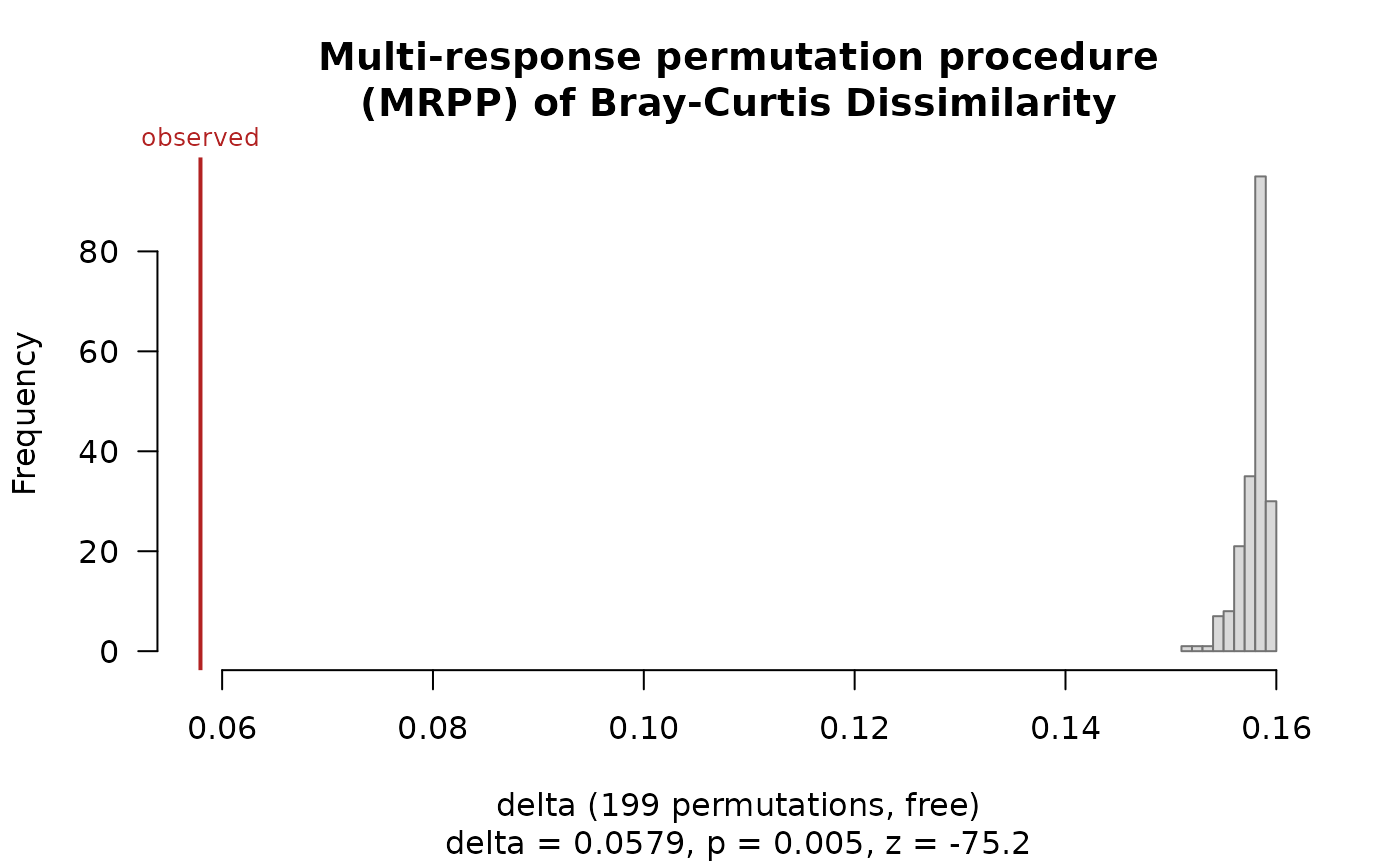 Multi-response permutation procedure
(MRPP) of Bray-Curtis Dissimilarity
observed
Frequency
80
60
40
20
0
0.06 0.08 0.10 0.12 0.14 0.16
delta (199 permutations, free)
delta = 0.0579, p = 0.005, z = -75.2